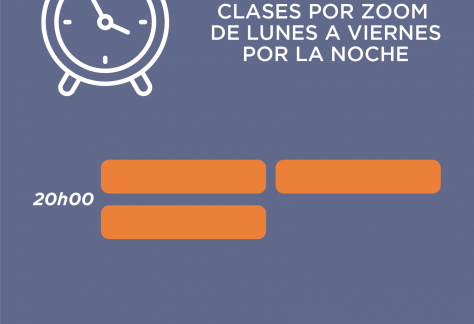 CLASES POR ZOOM
DE LUNES A VIERNES
POR LA NOCHE
20h00